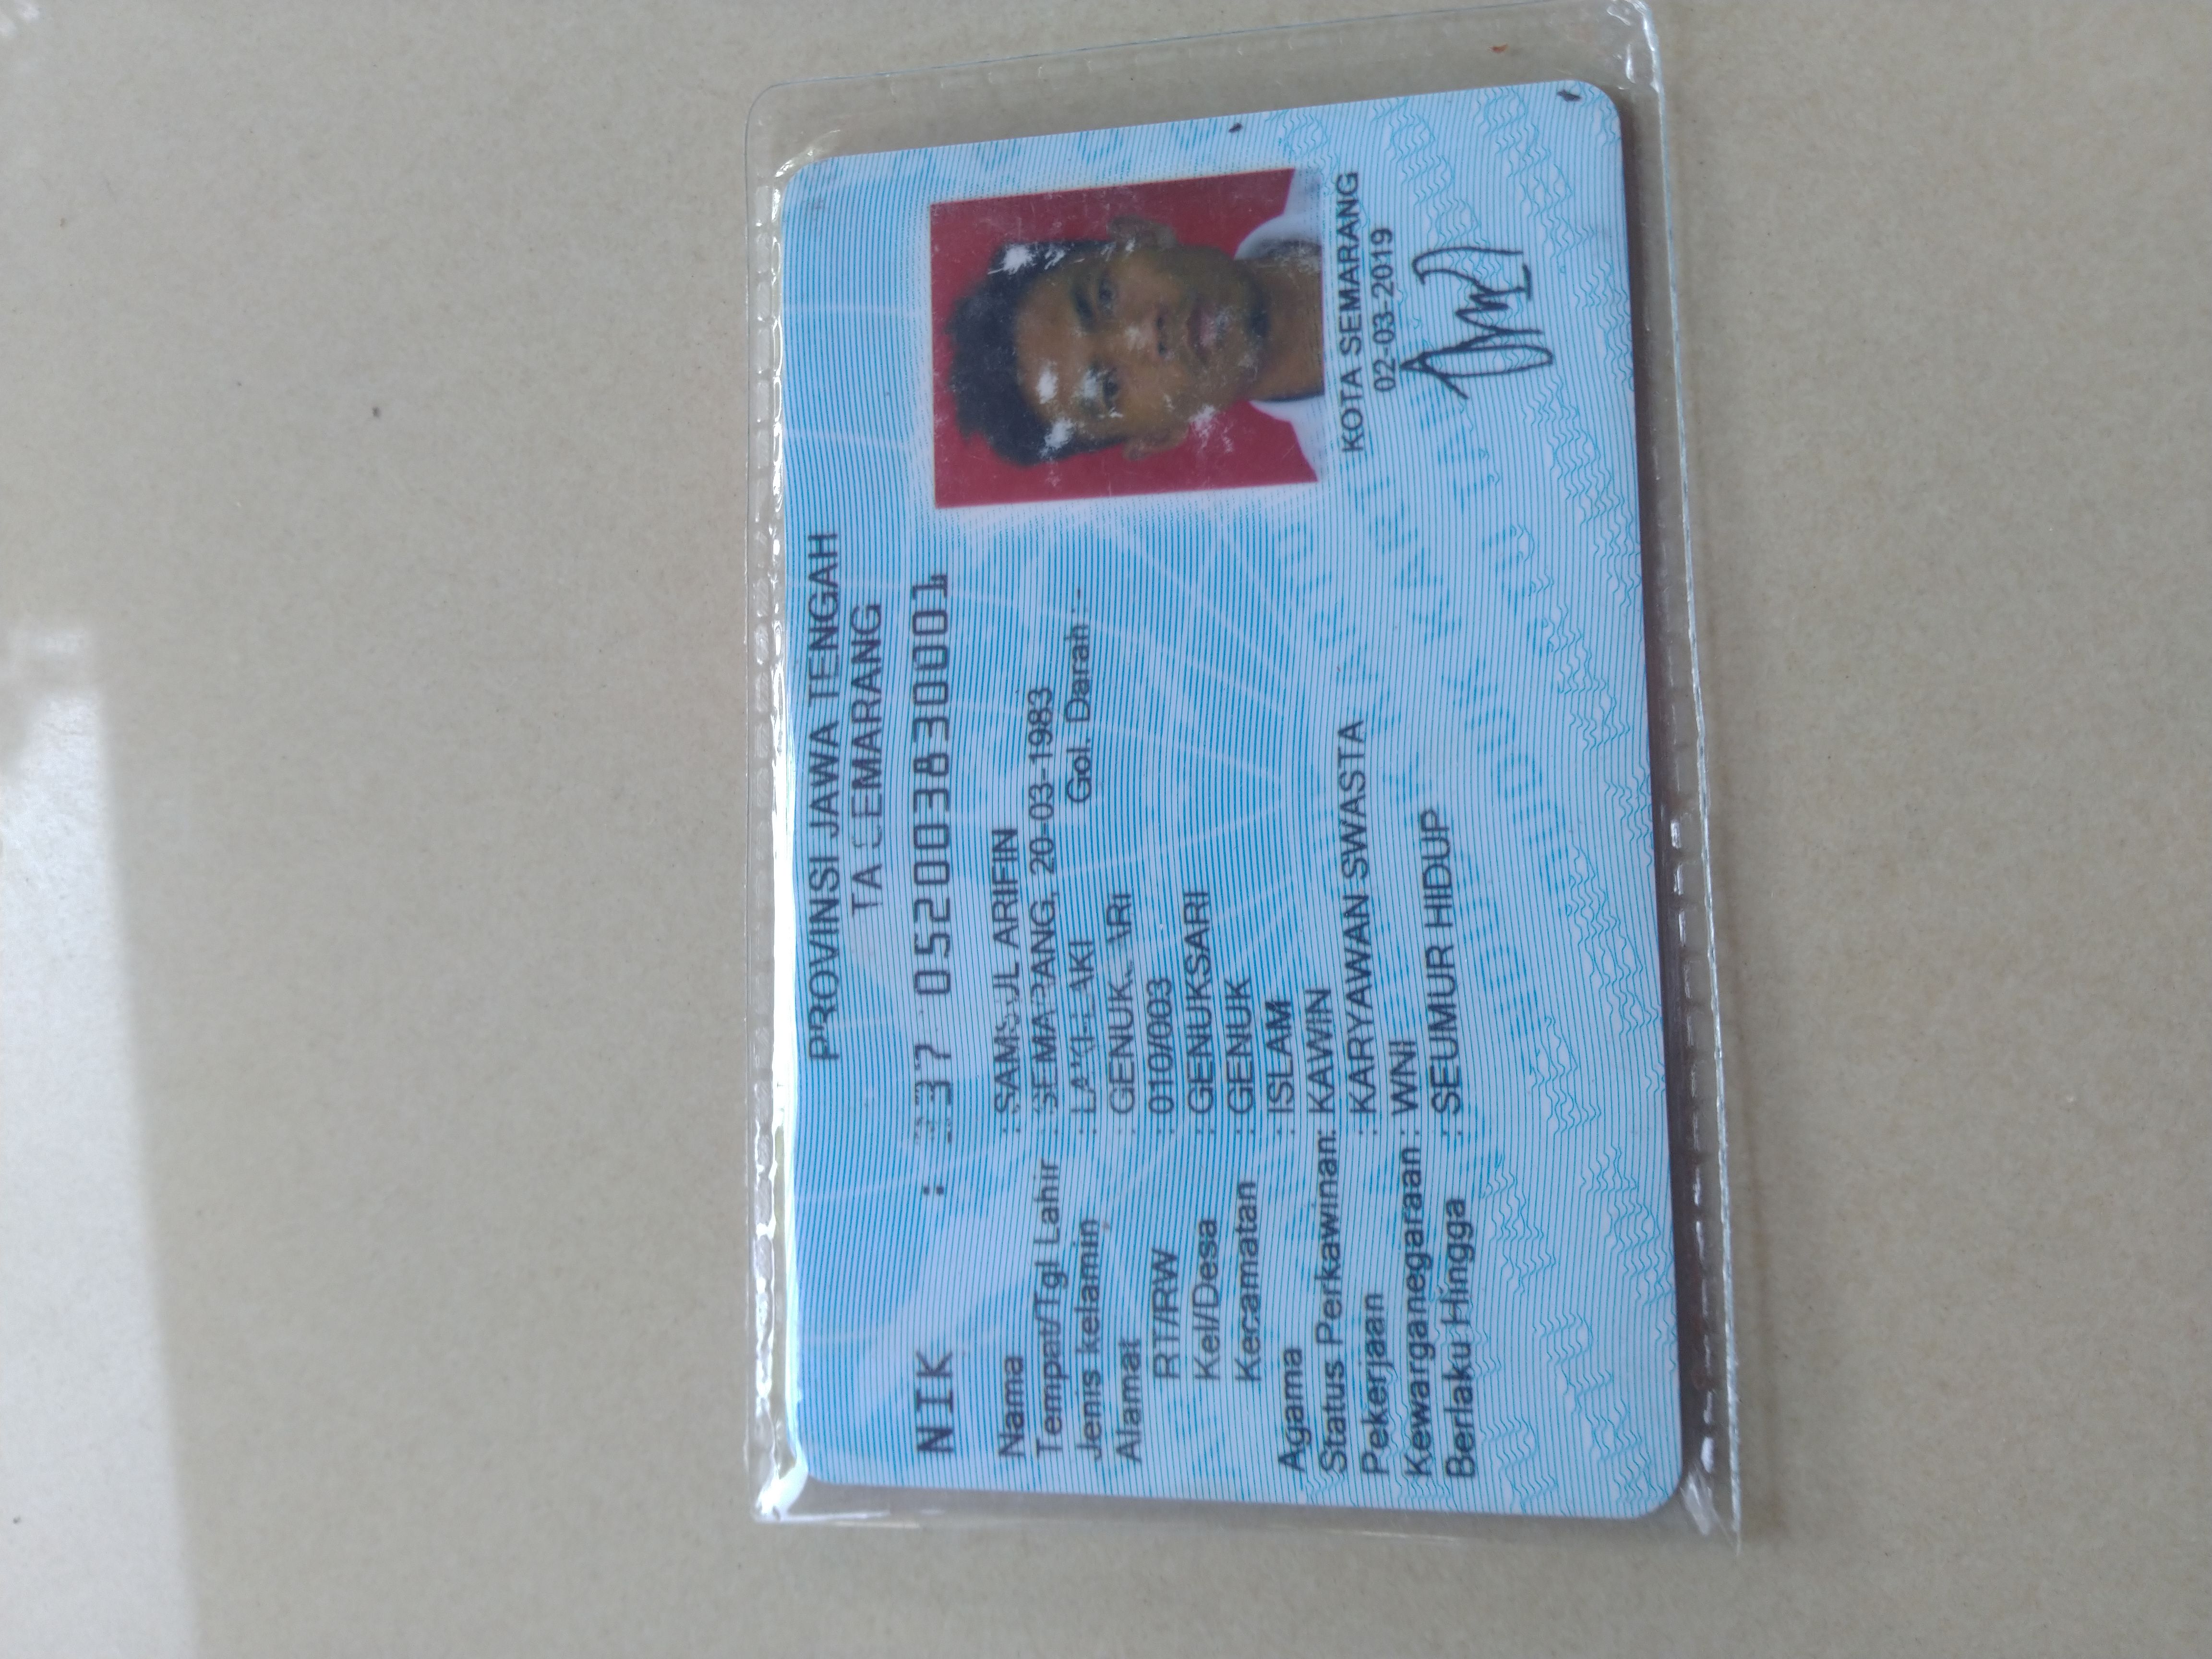 PROVINSI JAWA TENGAH
SEMARANG
NIK :
Nama : ARIFIN
Tempat/Tgl Lahir : SEMARANG, 20-03-1983
Jenis kelamin : Gol. Darah : -
Alamat :
RT/RW : 010/003
Kel/Desa : GENUKSARI
Kecamatan : GENUK
Agama : ISLAM
Status Perkawinan: KAWIN
Pekerjaan : KARYAWAN SWASTA
Kewarganegaraan : WNI
Berlaku Hingga : SEUMUR HIDUP
KOTA SEMARANG
02-03-2019